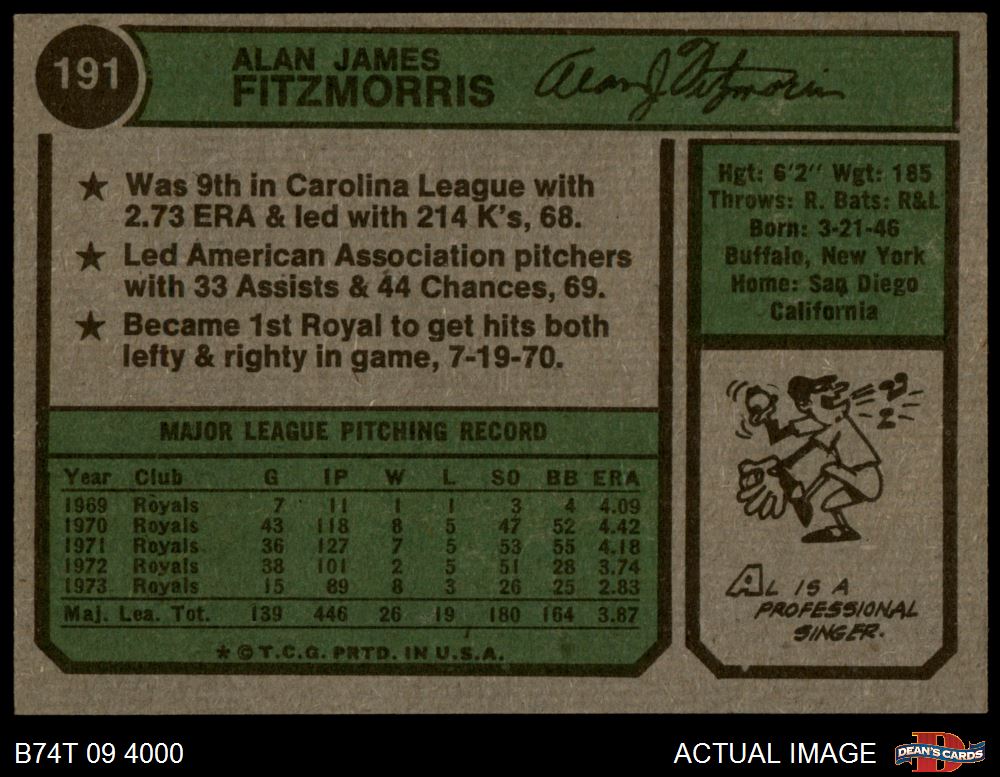 191
ALAN JAMES
FITZMORRIS
Alan J Fitzmorris
★ Was 9th in Carolina League with
2.73 ERA & led with 214 K's, 68.
★ Led American Association pitchers
with 33 Assists & 44 Chances, 69.
★ Became 1st Royal to get hits both
lefty & righty in game, 7-19-70.
MAJOR LEAGUE PITCHING RECORD
Year Club G IP W L SO BB ERA
1969 Royals 7 11 1 1 3 4 4.09
1970 Royals 43 118 8 5 47 52 4.42
1971 Royals 36 127 7 5 53 55 4.18
1972 Royals 38 101 2 5 51 28 3.74
1973 Royals 15 89 8 3 26 25 2.83
Maj. Lea. Tot. 139 446 26 19 180 164 3.87
★ © T.C.G. PRTD. IN U.S.A.
Hgt: 6'2" Wgt: 185
Throws: R. Bats: R&L
Born: 3-21-46
Buffalo, New York
Home: San Diego
California
AL IS A
PROFESSIONAL
SINGER.
B74T 09 4000
ACTUAL IMAGE
DEAN'S CARDS